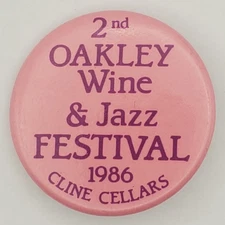 2nd
OAKLEY
Wine
& Jazz
FESTIVAL
1986
CLINE CELLARS